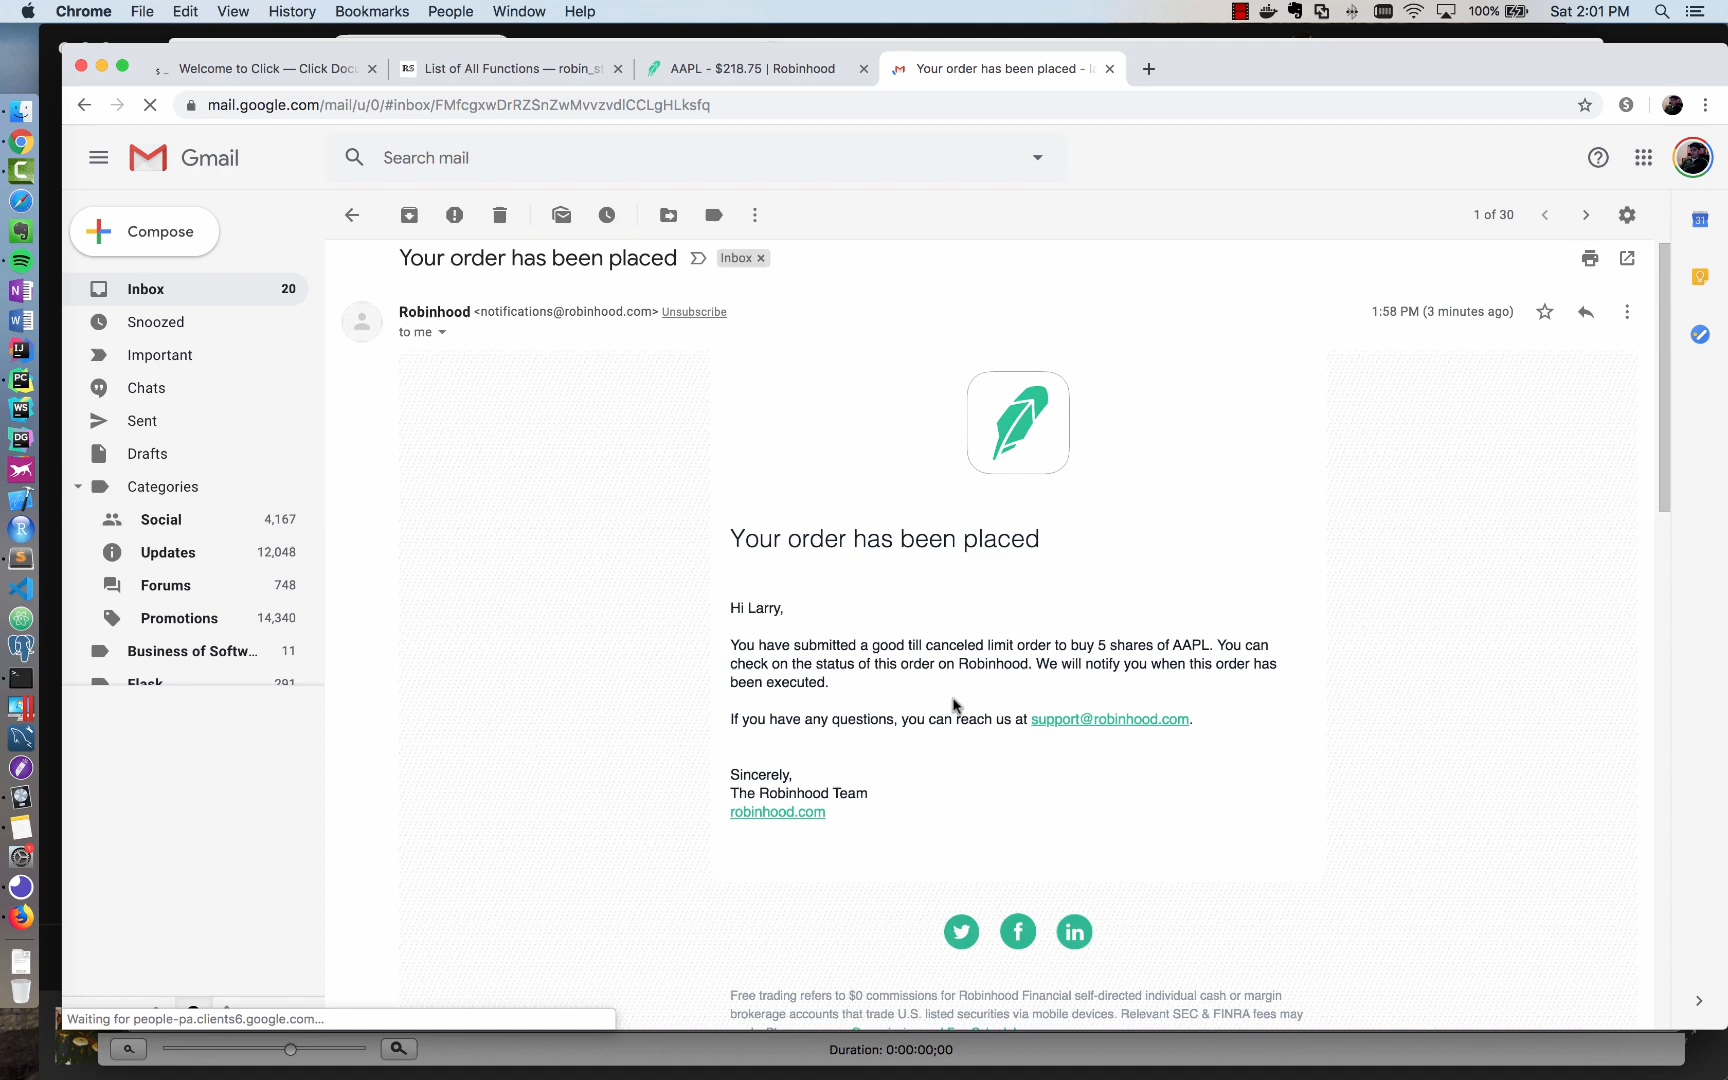 Chrome File Edit View History Bookmarks People Window Help 100% Sat 2:01 PM
Welcome to Click — Click Docu
RS List of All Functions — robin_s
AAPL - $218.75 | Robinhood
Your order has been placed -
mail.google.com/mail/u/0/#inbox/FMfcgxwDrRZSnZwMvvzvdlCCLgHLksfq
Gmail
Search mail
Compose
1 of 30
31
Your order has been placed
Inbox
Inbox 20
Snoozed
Important
Chats
Sent
Drafts
Categories
Social 4,167
Updates 12,048
Forums 748
Promotions 14,340
Business of Softw... 11
Flask 291
Robinhood <notifications@robinhood.com> Unsubscribe
1:58 PM (3 minutes ago)
to me
Your order has been placed
Hi Larry,
You have submitted a good till canceled limit order to buy 5 shares of AAPL. You can
check on the status of this order on Robinhood. We will notify you when this order has
been executed.
If you have any questions, you can reach us at support@robinhood.com.
Sincerely,
The Robinhood Team
robinhood.com
Free trading refers to $0 commissions for Robinhood Financial self-directed individual cash or margin
brokerage accounts that trade U.S. listed securities via mobile devices. Relevant SEC & FINRA fees may
Waiting for people-pa.clients6.google.com...
Duration: 0:00:00;00